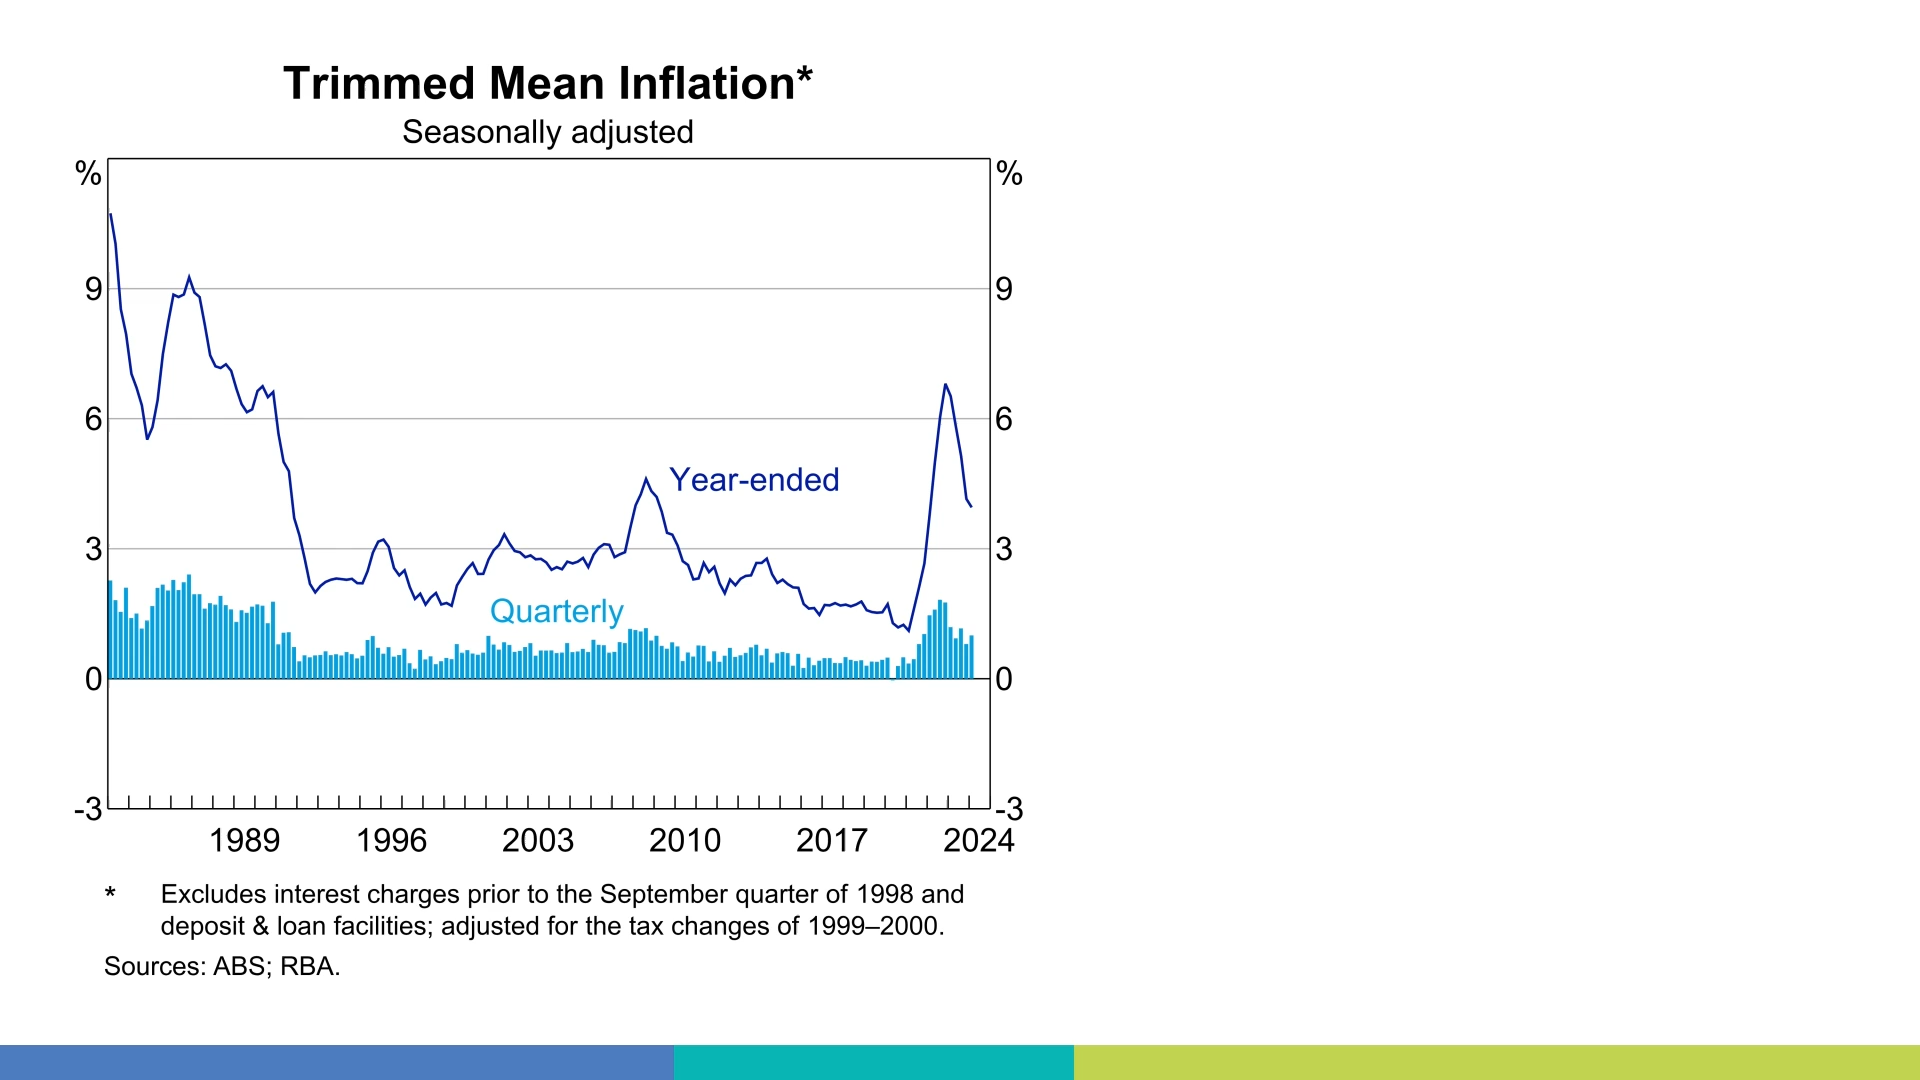 Trimmed Mean Inflation*
Seasonally adjusted
% %
9 9
6 6
Year-ended
3 3
Quarterly
0 0
-3 -3
1989 1996 2003 2010 2017 2024
* Excludes interest charges prior to the September quarter of 1998 and
deposit & loan facilities; adjusted for the tax changes of 1999–2000.
Sources: ABS; RBA.